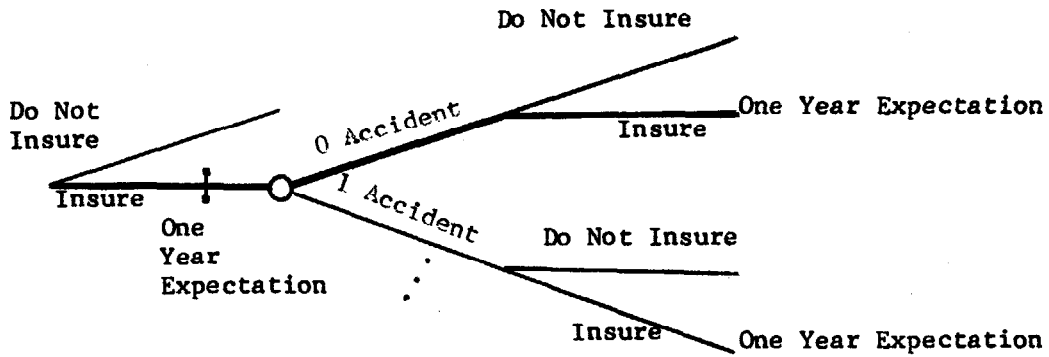 Do Not Insure
Do Not
Insure
0 Accident
One Year Expectation
Insure
1 Accident
Insure
One
Year
Expectation
Do Not Insure
Insure
One Year Expectation